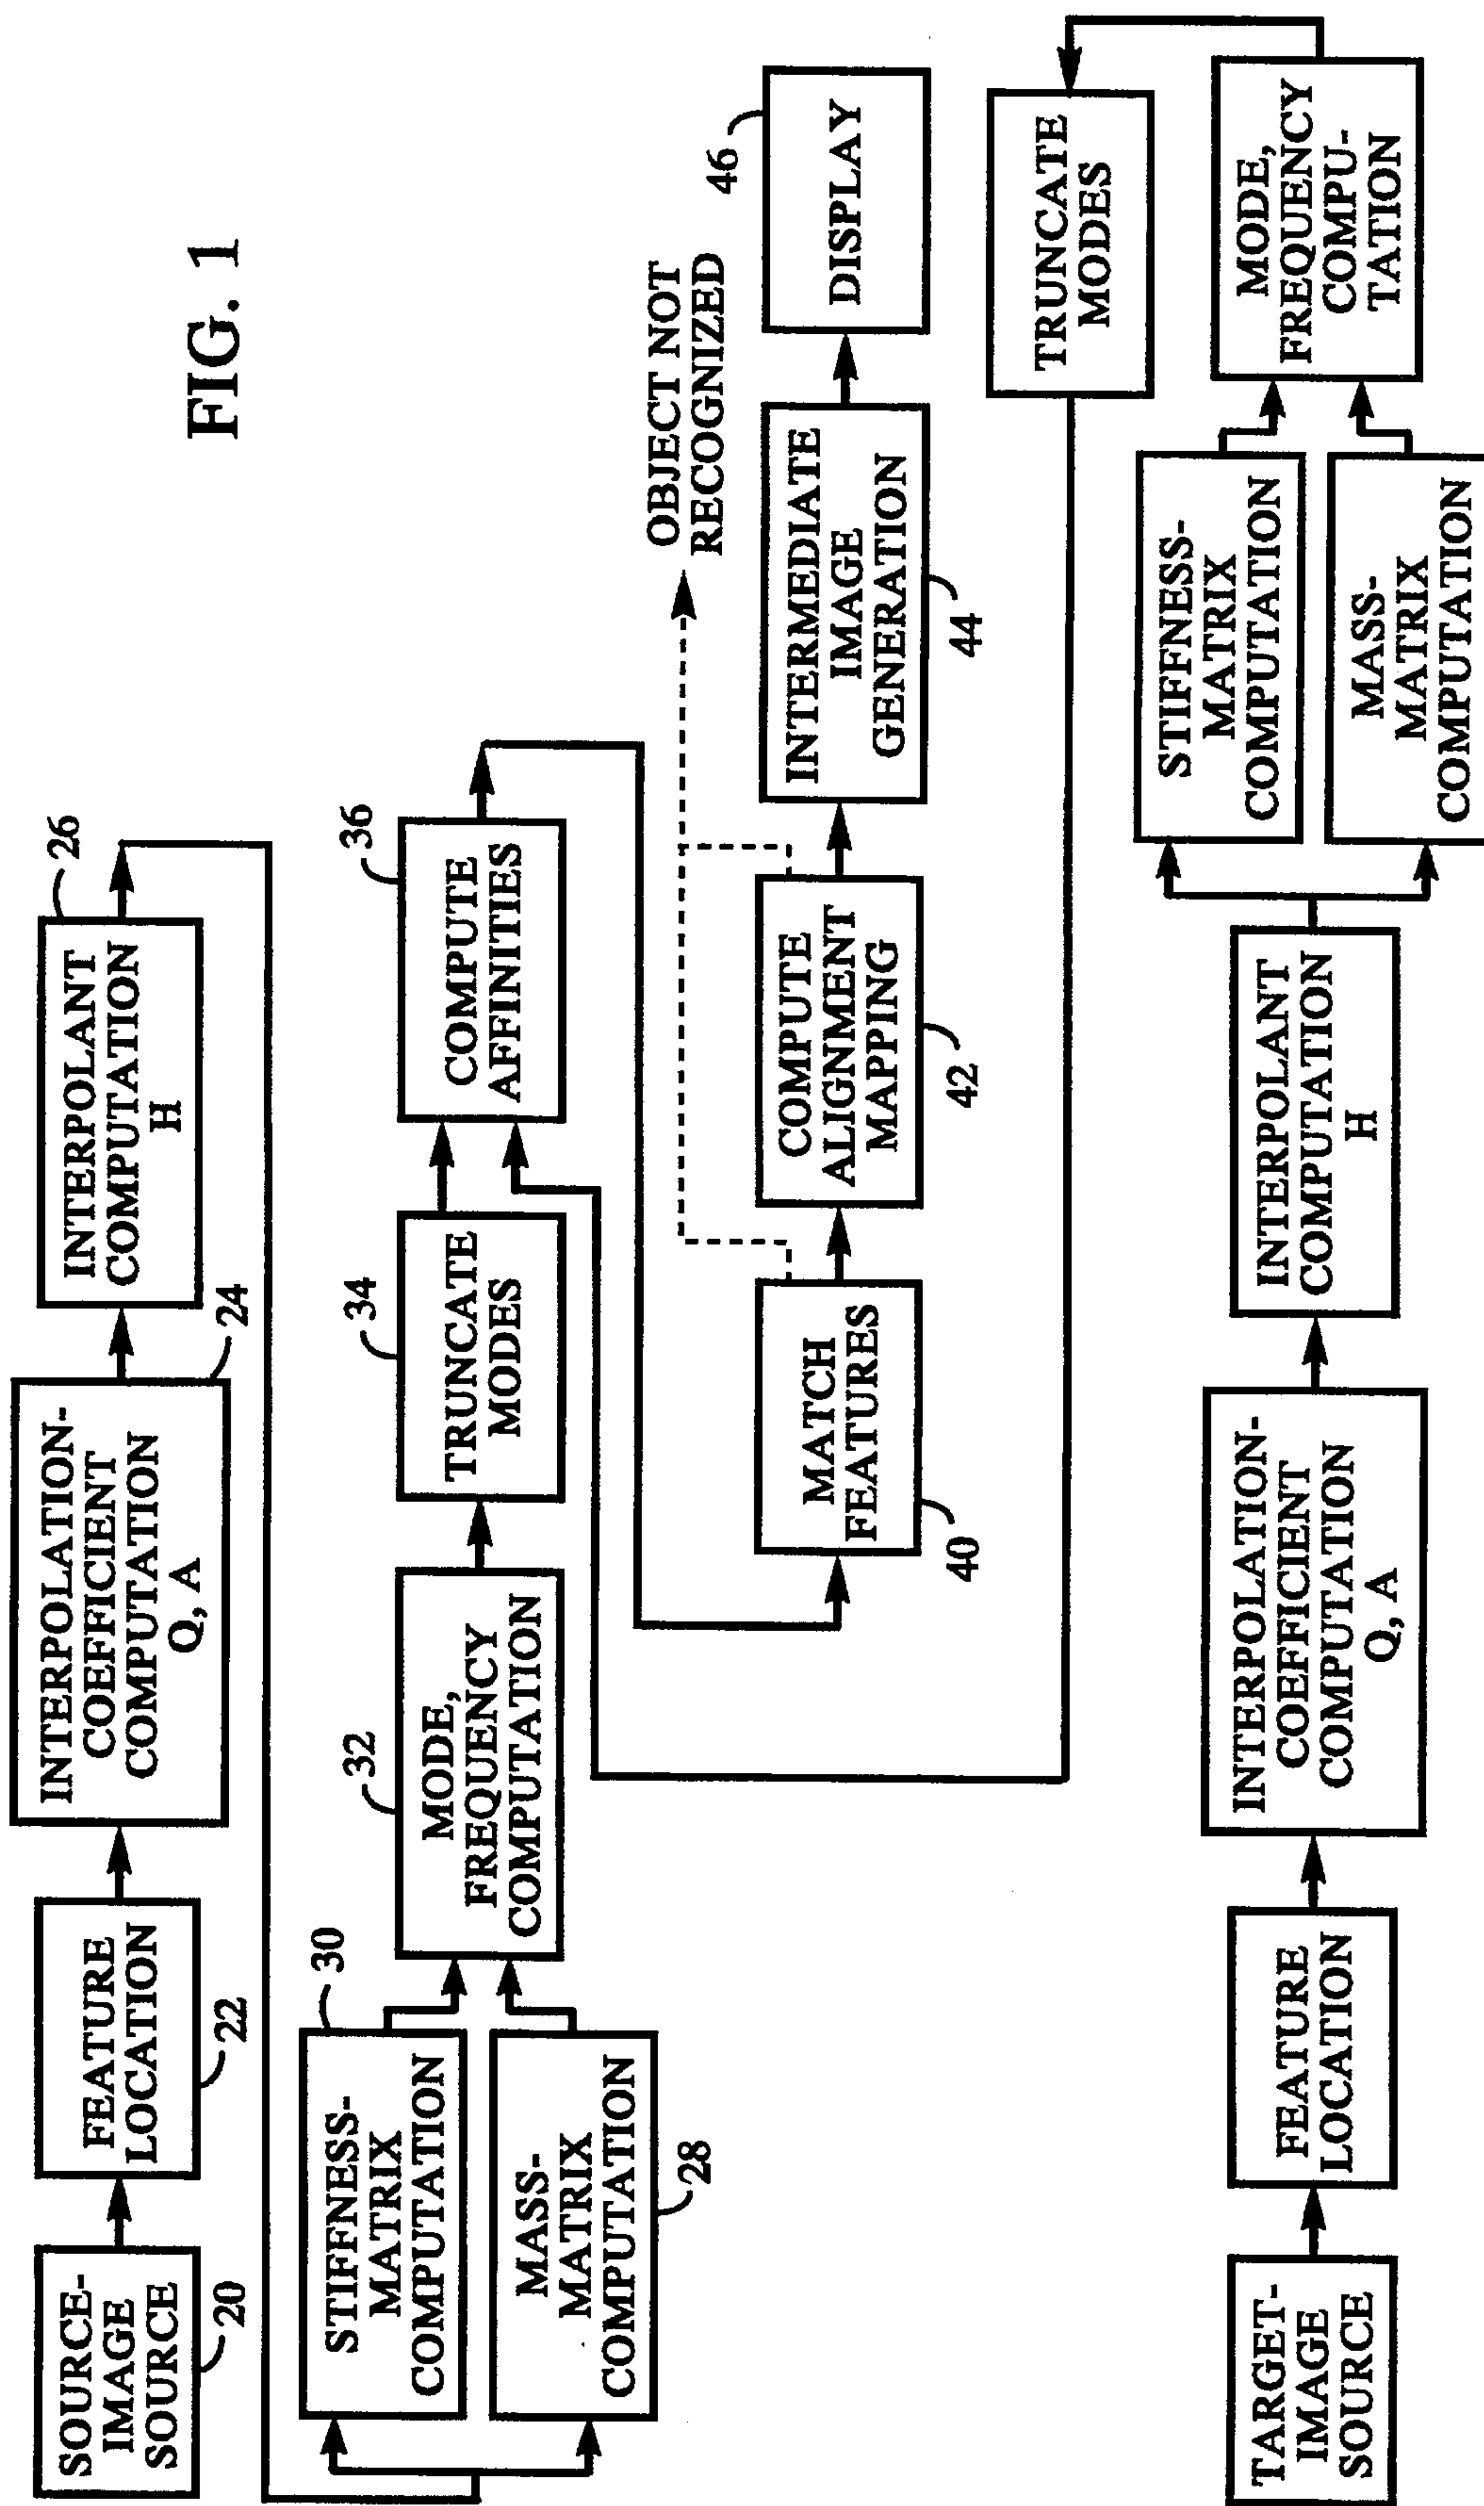 FIG. 1
SOURCE-
IMAGE
SOURCE
20
FEATURE
LOCATION
22
INTERPOLATION-
COEFFICIENT
COMPUTATION
Q, A
24
INTERPOLANT
COMPUTATION
H
26
STIFFNESS-
MATRIX
COMPUTATION
30
MASS-
MATRIX
COMPUTATION
28
MODE,
FREQUENCY
COMPUTATION
32
TRUNCATE
MODES
34
COMPUTE
AFFINITIES
36
MATCH
FEATURES
40
COMPUTE
ALIGNMENT
MAPPING
42
INTERMEDIATE
IMAGE
GENERATION
44
OBJECT NOT
RECOGNIZED
DISPLAY
46
TRUNCATE
MODES
TARGET-
IMAGE
SOURCE
FEATURE
LOCATION
INTERPOLATION-
COEFFICIENT
COMPUTATION
Q, A
INTERPOLANT
COMPUTATION
H
STIFFNESS-
MATRIX
COMPUTATION
MASS-
MATRIX
COMPUTATION
MODE,
FREQUENCY
COMPU-
TATION